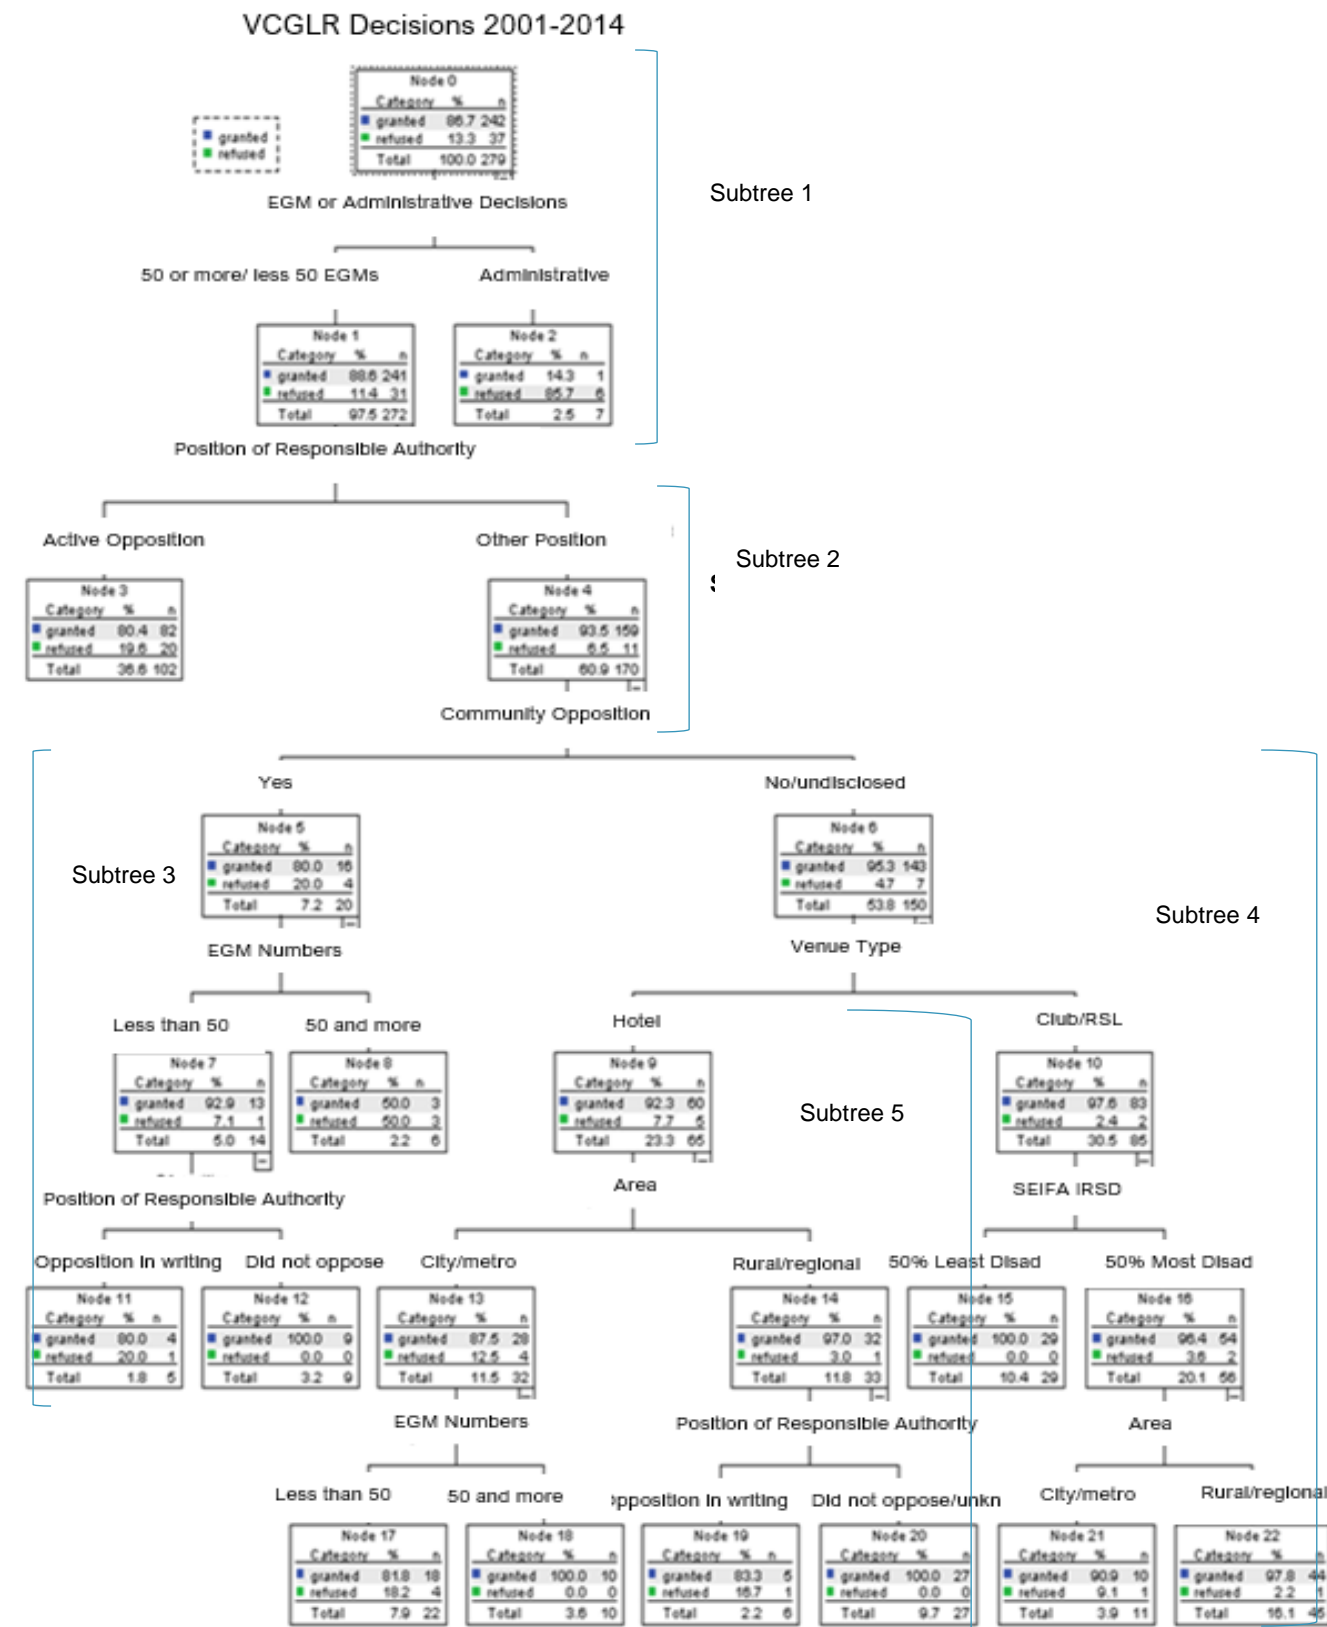 VCGLR Decisions 2001-2014
Node 0
Category % n
granted 86.7 242
refused 13.3 37
Total 100.0 279
granted
refused
EGM or Administrative Decisions
Subtree 1
50 or more/ less 50 EGMs Administrative
Node 1
Category % n
granted 88.6 241
refused 11.4 31
Total 97.5 272
Node 2
Category % n
granted 14.3 1
refused 85.7 6
Total 2.5 7
Position of Responsible Authority
Active Opposition Other Position
Subtree 2
Node 3
Category % n
granted 80.4 82
refused 19.6 20
Total 36.6 102
Node 4
Category % n
granted 93.5 159
refused 6.5 11
Total 60.9 170
Community Opposition
Yes No/undisclosed
Node 5
Category % n
granted 80.0 16
refused 20.0 4
Total 7.2 20
Node 6
Category % n
granted 95.3 143
refused 4.7 7
Total 53.8 150
Subtree 3
Subtree 4
EGM Numbers Venue Type
Less than 50 50 and more Hotel Club/RSL
Node 7
Category % n
granted 92.9 13
refused 7.1 1
Total 5.0 14
Node 8
Category % n
granted 50.0 3
refused 50.0 3
Total 2.2 6
Node 9
Category % n
granted 92.3 60
refused 7.7 5
Total 23.3 65
Subtree 5
Node 10
Category % n
granted 97.6 83
refused 2.4 2
Total 30.5 85
Position of Responsible Authority Area SEIFA IRSD
Opposition in writing Did not oppose City/metro Rural/regional 50% Least Disad 50% Most Disad
Node 11
Category % n
granted 80.0 4
refused 20.0 1
Total 1.8 5
Node 12
Category % n
granted 100.0 9
refused 0.0 0
Total 3.2 9
Node 13
Category % n
granted 87.5 28
refused 12.5 4
Total 11.5 32
Node 14
Category % n
granted 97.0 32
refused 3.0 1
Total 11.8 33
Node 15
Category % n
granted 100.0 29
refused 0.0 0
Total 10.4 29
Node 16
Category % n
granted 96.4 54
refused 3.6 2
Total 20.1 56
EGM Numbers Position of Responsible Authority Area
Less than 50 50 and more pposition in writing Did not oppose/unkn City/metro Rural/regional
Node 17
Category % n
granted 81.8 18
refused 18.2 4
Total 7.9 22
Node 18
Category % n
granted 100.0 10
refused 0.0 0
Total 3.6 10
Node 19
Category % n
granted 83.3 5
refused 16.7 1
Total 2.2 6
Node 20
Category % n
granted 100.0 27
refused 0.0 0
Total 9.7 27
Node 21
Category % n
granted 90.9 10
refused 9.1 1
Total 3.9 11
Node 22
Category % n
granted 97.8 44
refused 2.2 1
Total 16.1 45